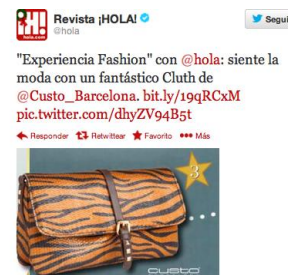 ¡H!
hola.com
Revista ¡HOLA!
@hola
Segui
"Experiencia Fashion" con @hola: siente la
moda con un fantástico Cluth de
@Custo_Barcelona. bit.ly/19qRCxM
pic.twitter.com/dhyZV94B5t
Responder Retwittear Favorito Más
3
custo